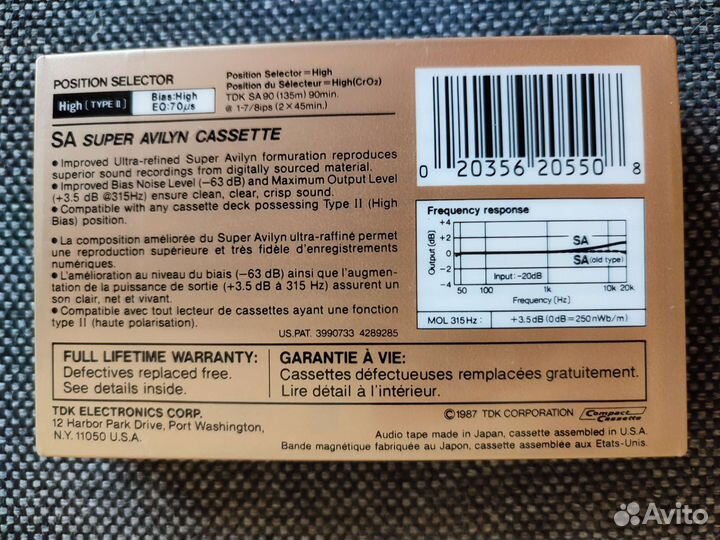 POSITION SELECTOR
High [TYPE II] Bias:High
EQ:70μs
Position Selector=High
Position du Sélecteur=High(CrO2)
TDK SA90 (135m) 90min.
@ 1-7/8ips (2 × 45min.)
SA SUPER AVILYN CASSETTE
• Improved Ultra-refined Super Avilyn formuration reproduces
superior sound recordings from digitally sourced material.
• Improved Bias Noise Level (−63 dB) and Maximum Output Level
(+3.5 dB @315Hz) ensure clean, clear, crisp sound.
• Compatible with any cassette deck possessing Type II (High
Bias) position.
• La composition améliorée du Super Avilyn ultra-raffiné permet
une reproduction supérieure et très fidèle d'enregistrements
numériques.
• L'amélioration au niveau du biais (−63 dB) ainsi que l'augmen-
tation de la puissance de sortie (+3.5 dB à 315 Hz) assurent un
son clair, net et vivant.
• Compatible avec tout lecteur de cassettes ayant une fonction
type II (haute polarisation).
US.PAT. 3990733 4289285
0 20356 20550 8
Frequency response
Output [dB]
+4
+2
0
−2
−4
SA
SA (old type)
Input: −20dB
50 100 1k 10k 20k
Frequency [Hz]
MOL 315Hz: +3.5dB (0dB=250nWb/m)
FULL LIFETIME WARRANTY:
Defectives replaced free.
See details inside.
GARANTIE À VIE:
Cassettes défectueuses remplacées gratuitement.
Lire détail à l'intérieur.
TDK ELECTRONICS CORP.
12 Harbor Park Drive, Port Washington,
N.Y. 11050 U.S.A.
©1987 TDK CORPORATION Compact Cassette
Audio tape made in Japan, cassette assembled in U.S.A.
Bande magnétique fabriquée au Japon, cassette assemblée aux Etats-Unis.
Avito